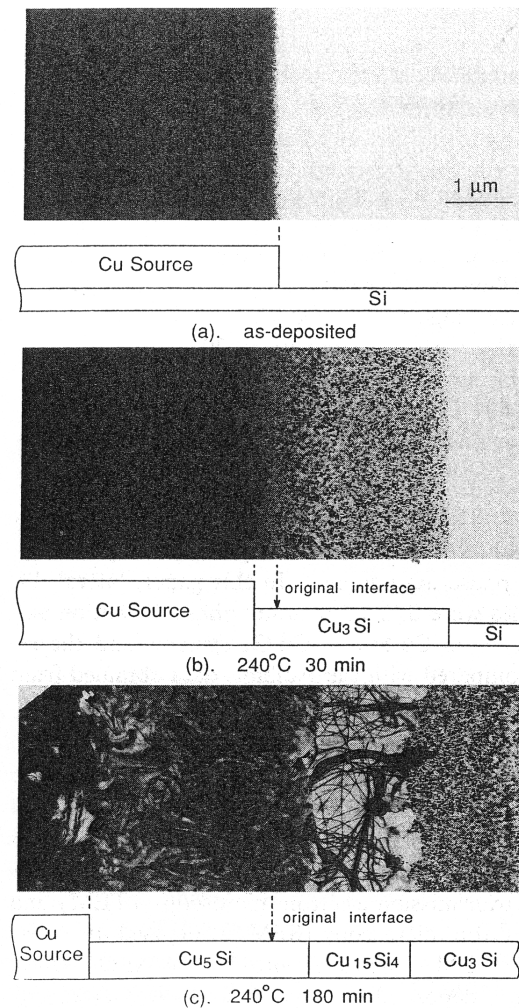 1 µm
Cu Source
Si
(a). as-deposited
original interface
Cu Source
Cu₃Si
Si
(b). 240°C 30 min
original interface
Cu Source
Cu₅Si
Cu₁₅Si₄
Cu₃Si
(c). 240°C 180 min